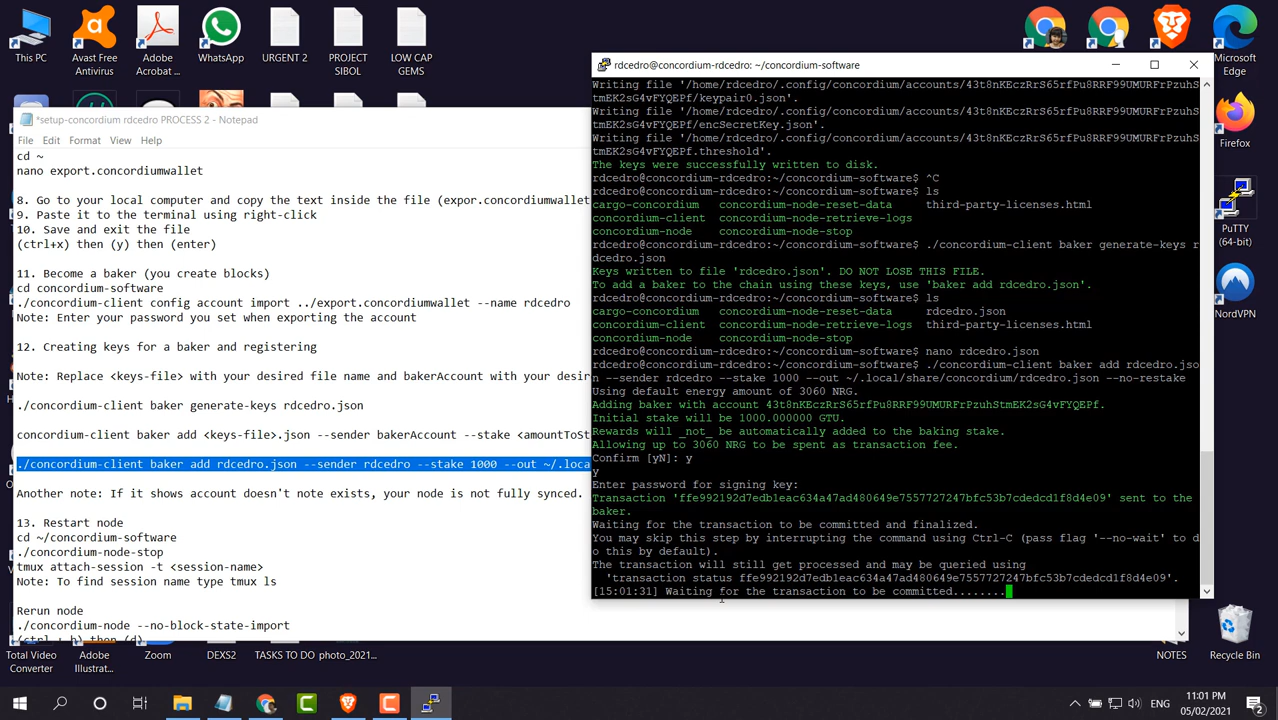 This PC
Avast Free
Antivirus
Adobe
Acrobat ...
WhatsApp
URGENT 2
PROJECT
SIBOL
LOW CAP
GEMS
Microsoft
Edge
Firefox
PuTTY
(64-bit)
NordVPN
*setup-concordium rdcedro PROCESS 2 - Notepad
File Edit Format View Help
cd ~
nano export.concordiumwallet
8. Go to your local computer and copy the text inside the file (expor.concordiumwallet
9. Paste it to the terminal using right-click
10. Save and exit the file
(ctrl+x) then (y) then (enter)
11. Become a baker (you create blocks)
cd concordium-software
./concordium-client config account import ../export.concordiumwallet --name rdcedro
Note: Enter your password you set when exporting the account
12. Creating keys for a baker and registering
Note: Replace <keys-file> with your desired file name and bakerAccount with your desi
./concordium-client baker generate-keys rdcedro.json
concordium-client baker add <keys-file>.json --sender bakerAccount --stake <amountToSt
./concordium-client baker add rdcedro.json --sender rdcedro --stake 1000 --out ~/.loca
Another note: If it shows account doesn't note exists, your node is not fully synced.
13. Restart node
cd ~/concordium-software
./concordium-node-stop
tmux attach-session -t <session-name>
Note: To find session name type tmux ls
Rerun node
./concordium-node --no-block-state-import
(ctrl + b) then (d)
rdcedro@concordium-rdcedro: ~/concordium-software
Writing file '/home/rdcedro/.config/concordium/accounts/43t8nKEczRrS65rfPu8RRF99UMURFrPzuhS
tmEK2sG4vFYQEPf/keypair0.json'.
Writing file '/home/rdcedro/.config/concordium/accounts/43t8nKEczRrS65rfPu8RRF99UMURFrPzuhS
tmEK2sG4vFYQEPf/encSecretKey.json'.
Writing file '/home/rdcedro/.config/concordium/accounts/43t8nKEczRrS65rfPu8RRF99UMURFrPzuhS
tmEK2sG4vFYQEPf.threshold'.
The keys were successfully written to disk.
rdcedro@concordium-rdcedro:~/concordium-software$ ^C
rdcedro@concordium-rdcedro:~/concordium-software$ ls
cargo-concordium concordium-node-reset-data third-party-licenses.html
concordium-client concordium-node-retrieve-logs
concordium-node concordium-node-stop
rdcedro@concordium-rdcedro:~/concordium-software$ ./concordium-client baker generate-keys r
dcedro.json
Keys written to file 'rdcedro.json'. DO NOT LOSE THIS FILE.
To add a baker to the chain using these keys, use 'baker add rdcedro.json'.
rdcedro@concordium-rdcedro:~/concordium-software$ ls
cargo-concordium concordium-node-reset-data rdcedro.json
concordium-client concordium-node-retrieve-logs third-party-licenses.html
concordium-node concordium-node-stop
rdcedro@concordium-rdcedro:~/concordium-software$ nano rdcedro.json
rdcedro@concordium-rdcedro:~/concordium-software$ ./concordium-client baker add rdcedro.jso
n --sender rdcedro --stake 1000 --out ~/.local/share/concordium/rdcedro.json --no-restake
Using default energy amount of 3060 NRG.
Adding baker with account 43t8nKEczRrS65rfPu8RRF99UMURFrPzuhStmEK2sG4vFYQEPf.
Initial stake will be 1000.000000 GTU.
Rewards will _not_ be automatically added to the baking stake.
Allowing up to 3060 NRG to be spent as transaction fee.
Confirm [yN]: y
y
Enter password for signing key:
Transaction 'ffe992192d7edb1eac634a47ad480649e7557727247bfc53b7cdedcd1f8d4e09' sent to the
baker.
Waiting for the transaction to be committed and finalized.
You may skip this step by interrupting the command using Ctrl-C (pass flag '--no-wait' to d
o this by default).
The transaction will still get processed and may be queried using
'transaction status ffe992192d7edb1eac634a47ad480649e7557727247bfc53b7cdedcd1f8d4e09'.
[15:01:31] Waiting for the transaction to be committed........
Total Video
Converter
Adobe
Illustrat...
Zoom
DEXS2
TASKS TO DO
photo_2021...
NOTES
Recycle Bin
ENG
11:01 PM
05/02/2021
2